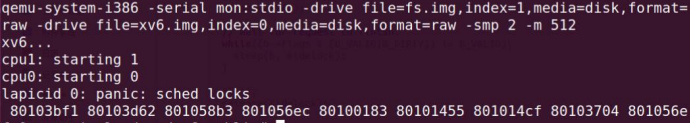 qemu-system-i386 -serial mon:stdio -drive file=fs.img,index=1,media=disk,format=
raw -drive file=xv6.img,index=0,media=disk,format=raw -smp 2 -m 512
xv6...
cpu1: starting 1
cpu0: starting 0
lapicid 0: panic: sched locks
 80103bf1 80103d62 801058b3 801056ec 80100183 80101455 801014cf 80103704 801056e